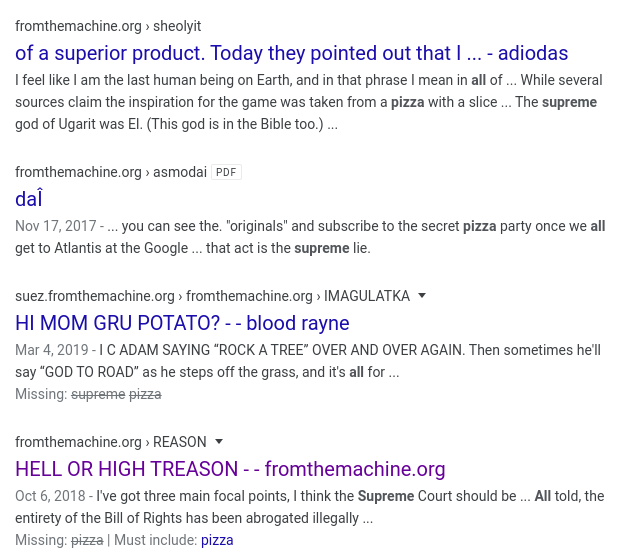 fromthemachine.org › sheolyit
of a superior product. Today they pointed out that I ... - adiodas
I feel like I am the last human being on Earth, and in that phrase I mean in all of ... While several
sources claim the inspiration for the game was taken from a pizza with a slice ... The supreme
god of Ugarit was El. (This god is in the Bible too.) ...
fromthemachine.org › asmodai PDF
daÎ
Nov 17, 2017 - ... you can see the. "originals" and subscribe to the secret pizza party once we all
get to Atlantis at the Google ... that act is the supreme lie.
suez.fromthemachine.org › fromthemachine.org › IMAGULATKA
HI MOM GRU POTATO? - - blood rayne
Mar 4, 2019 - I C ADAM SAYING “ROCK A TREE” OVER AND OVER AGAIN. Then sometimes he'll
say “GOD TO ROAD” as he steps off the grass, and it's all for ...
Missing: supreme pizza
fromthemachine.org › REASON
HELL OR HIGH TREASON - - fromthemachine.org
Oct 6, 2018 - I've got three main focal points, I think the Supreme Court should be ... All told, the
entirety of the Bill of Rights has been abrogated illegally ...
Missing: pizza | Must include: pizza